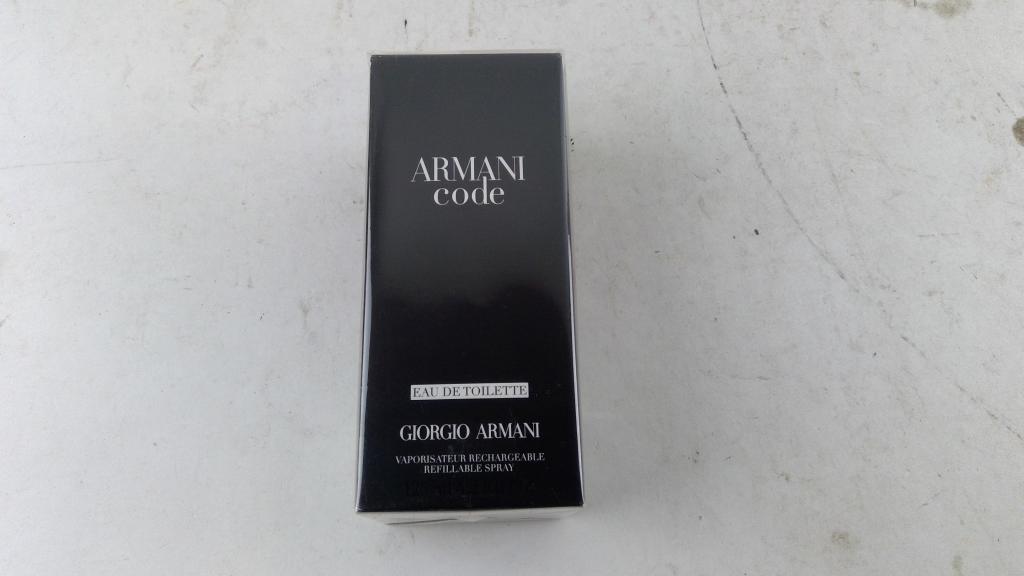 ARMANI
code
EAU DE TOILETTE
GIORGIO ARMANI
VAPORISATEUR RECHARGEABLE
REFILLABLE SPRAY